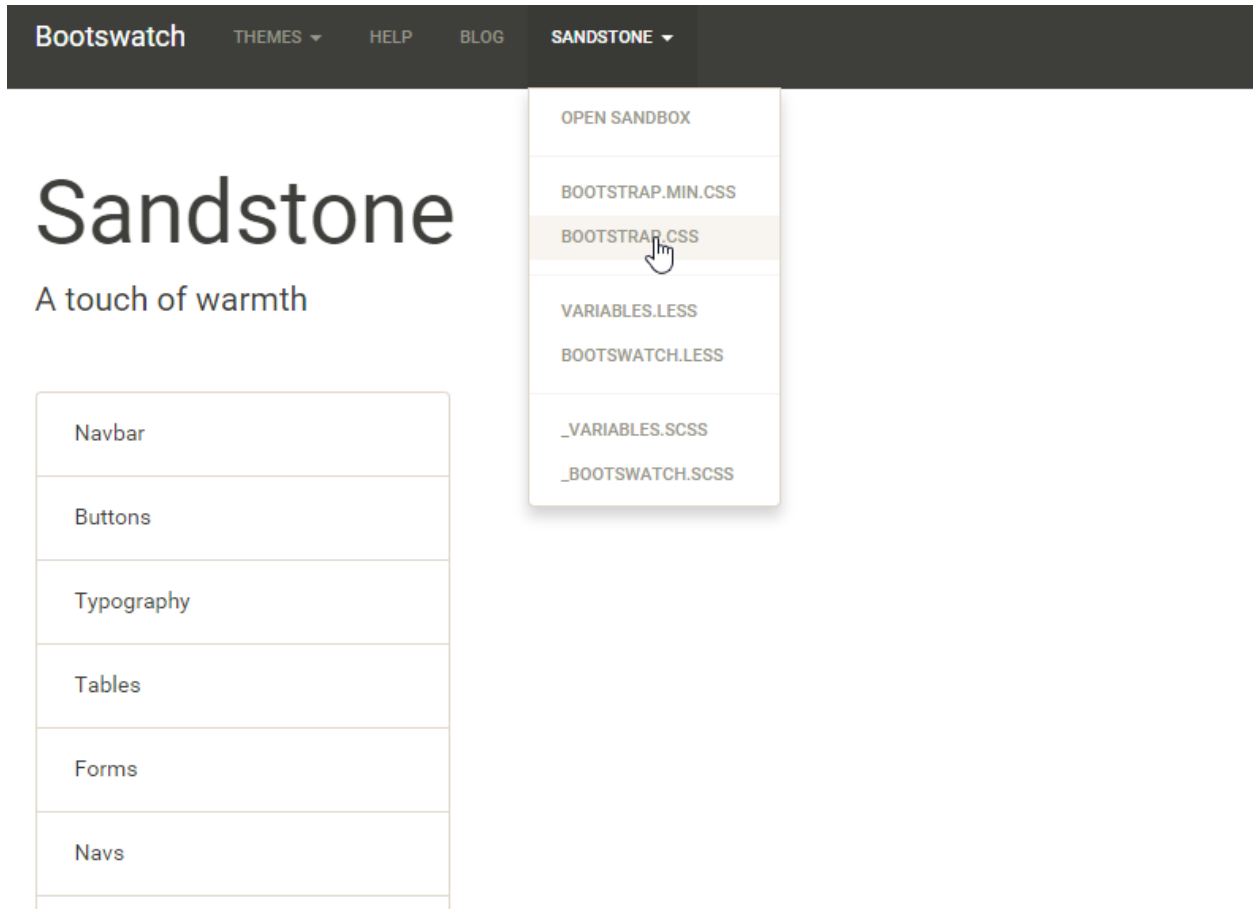 Bootswatch THEMES HELP BLOG SANDSTONE
OPEN SANDBOX
BOOTSTRAP.MIN.CSS
BOOTSTRAP.CSS
VARIABLES.LESS
BOOTSWATCH.LESS
_VARIABLES.SCSS
_BOOTSWATCH.SCSS
Sandstone
A touch of warmth
Navbar
Buttons
Typography
Tables
Forms
Navs